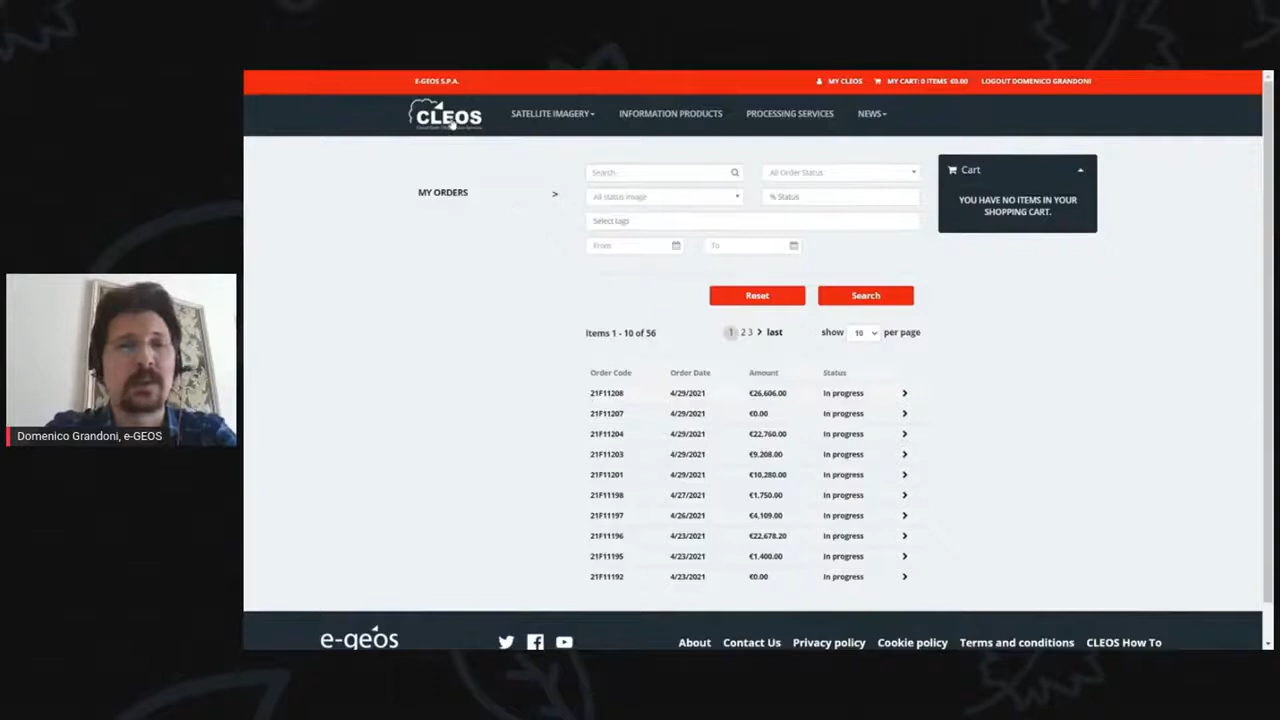 E-GEOS S.P.A.
MY CLEOS MY CART: 0 ITEMS €0.00 LOGOUT DOMENICO GRANDONI
CLEOS
SATELLITE IMAGERY INFORMATION PRODUCTS PROCESSING SERVICES NEWS
MY ORDERS >
Search
All Order Status
All status image
% Status
Select tags
From
To
Reset Search
Cart
YOU HAVE NO ITEMS IN YOUR
SHOPPING CART.
Items 1 - 10 of 56 1 2 3 > last show 10 per page
Order Code Order Date Amount Status
21F11208 4/29/2021 €26,606.00 In progress
21F11207 4/29/2021 €0.00 In progress
21F11204 4/29/2021 €22,760.00 In progress
21F11203 4/29/2021 €9,208.00 In progress
21F11201 4/29/2021 €10,280.00 In progress
21F11198 4/27/2021 €1,750.00 In progress
21F11197 4/26/2021 €4,109.00 In progress
21F11196 4/23/2021 €22,678.20 In progress
21F11195 4/23/2021 €1,400.00 In progress
21F11192 4/23/2021 €0.00 In progress
Domenico Grandoni, e-GEOS
e-geos
About Contact Us Privacy policy Cookie policy Terms and conditions CLEOS How To